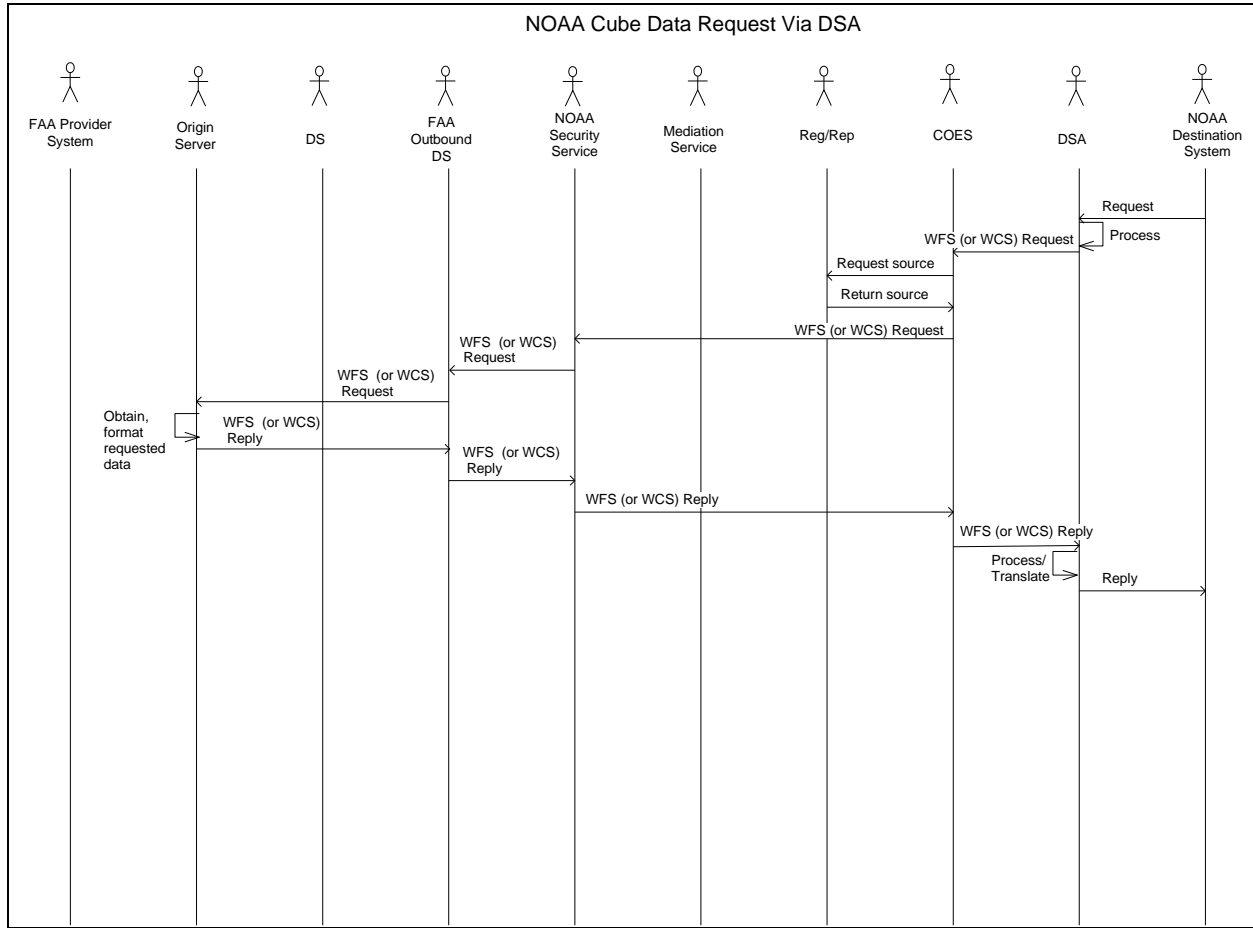 NOAA Cube Data Request Via DSA
FAA Provider
System
Origin
Server
DS
FAA
Outbound
DS
NOAA
Security
Service
Mediation
Service
Reg/Rep
COES
DSA
NOAA
Destination
System
Request
Process
WFS (or WCS) Request
Request source
Return source
WFS (or WCS) Request
WFS (or WCS)
Request
WFS (or WCS)
Request
Obtain,
format
requested
data
WFS (or WCS)
Reply
WFS (or WCS)
Reply
WFS (or WCS) Reply
WFS (or WCS) Reply
Process/
Translate
Reply